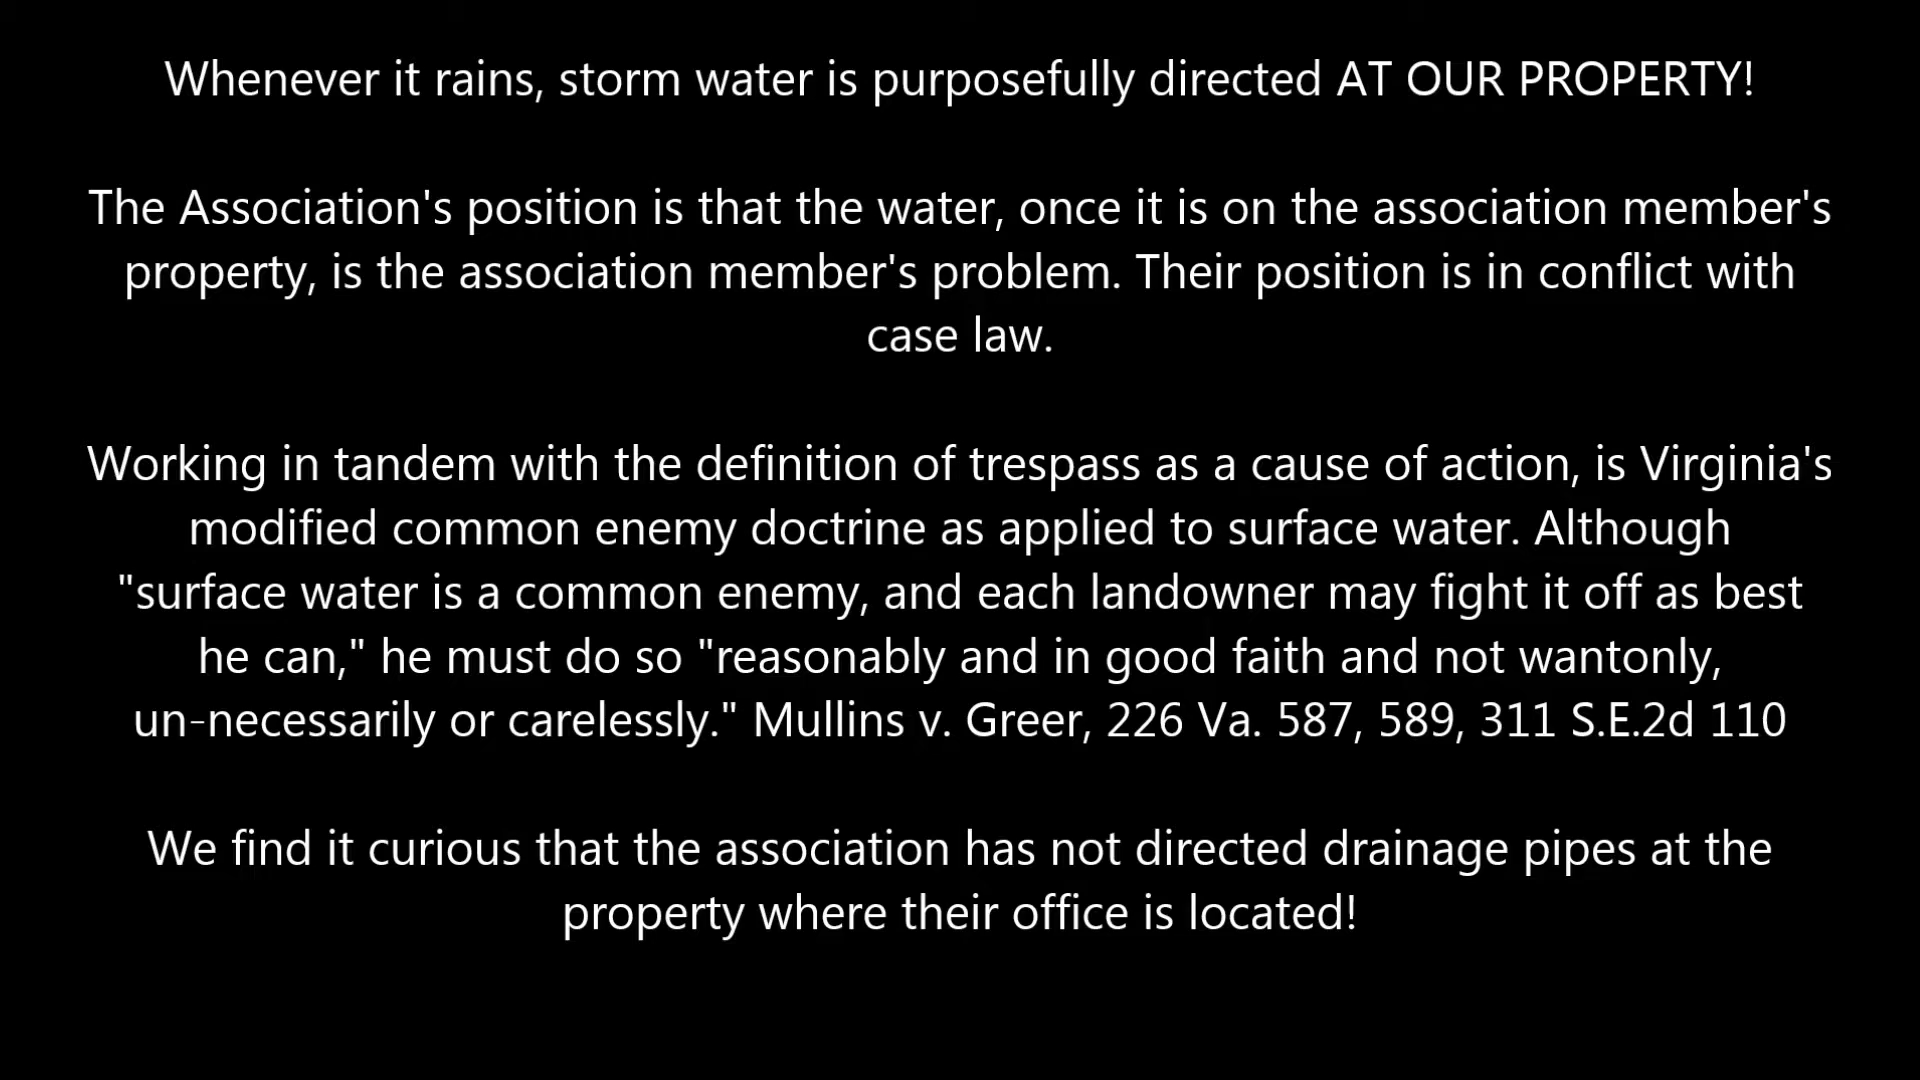 Whenever it rains, storm water is purposefully directed AT OUR PROPERTY!
The Association's position is that the water, once it is on the association member's
property, is the association member's problem. Their position is in conflict with
case law.
Working in tandem with the definition of trespass as a cause of action, is Virginia's
modified common enemy doctrine as applied to surface water. Although
"surface water is a common enemy, and each landowner may fight it off as best
he can," he must do so "reasonably and in good faith and not wantonly,
un-necessarily or carelessly." Mullins v. Greer, 226 Va. 587, 589, 311 S.E.2d 110
We find it curious that the association has not directed drainage pipes at the
property where their office is located!